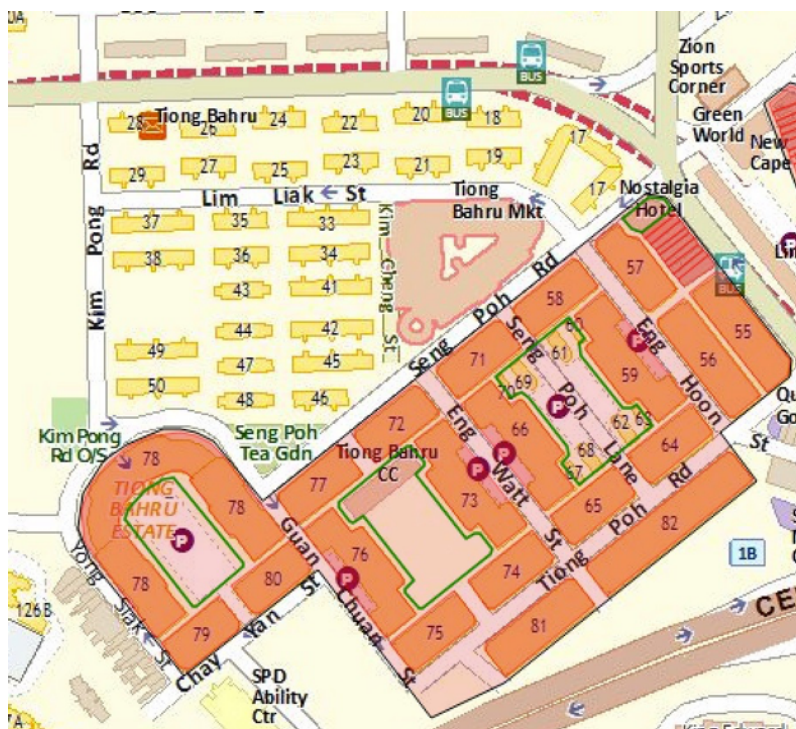 Zion
Sports
Corner
BUS
BUS
28
Tiong Bahru
26
24
22
20
18
Green
World
17
New
Cape
29
27
25
23
21
19
17
Lim Liak St
Tiong
Bahru Mkt
Nostalgia
Hotel
Kim Pong Rd
37
35
33
Kim Cheng St
38
36
34
43
41
44
42
49
47
45
50
48
46
P
57
Seng Poh Rd
58
55
60
Eng Hoon St
P
56
71
Seng Poh Lane
61
59
69
70
P
72
Eng Watt St
66
62
63
Kim Pong
Rd O/S
Seng Poh
Tea Gdn
Tiong Bahru
CC
P
P
68
67
64
78
78
77
TIONG
BAHRU
ESTATE
73
65
Tiong Poh Rd
82
P
Guan Chuan St
76
P
78
80
74
1B
Yong Siak St
79
Chay Yan St
75
81
126B
SPD
Ability
Ctr
BUS
P